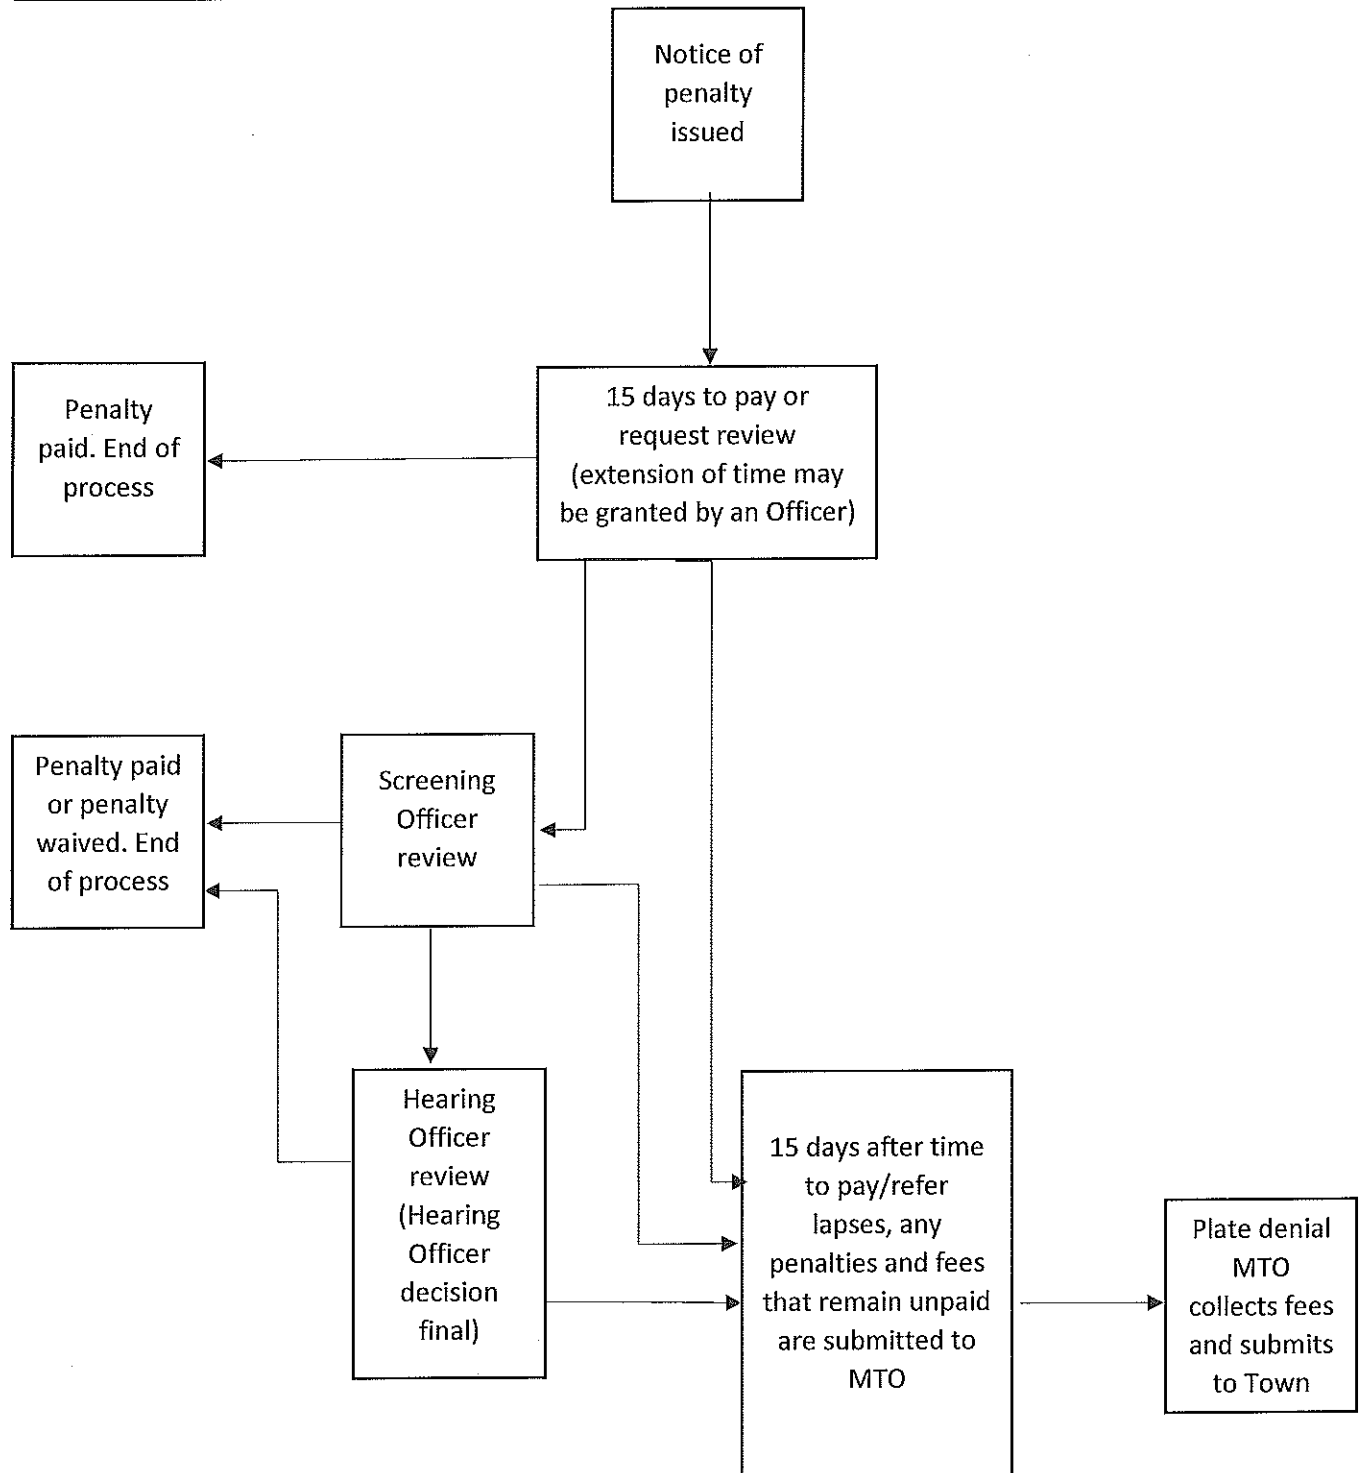 Notice of
penalty
issued
15 days to pay or
request review
(extension of time may
be granted by an Officer)
Penalty
paid. End of
process
Penalty paid
or penalty
waived. End
of process
Screening
Officer
review
Hearing
Officer
review
(Hearing
Officer
decision
final)
15 days after time
to pay/refer
lapses, any
penalties and fees
that remain unpaid
are submitted to
MTO
Plate denial
MTO
collects fees
and submits
to Town